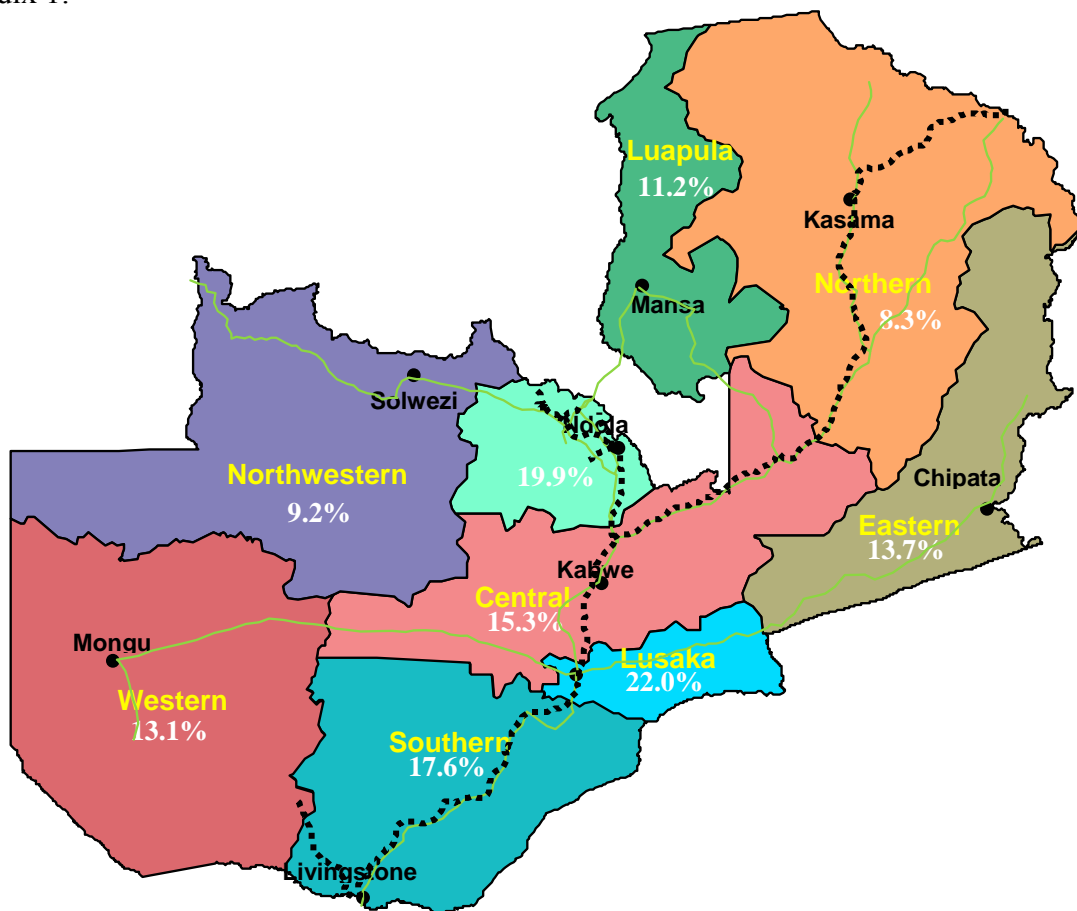 Luapula
11.2%
Kasama
Northern
8.3%
Mansa
Solwezi
Ndola
19.9%
Northwestern
9.2%
Chipata
Eastern
13.7%
Kabwe
Central
15.3%
Mongu
Lusaka
22.0%
Western
13.1%
Southern
17.6%
Livingstone